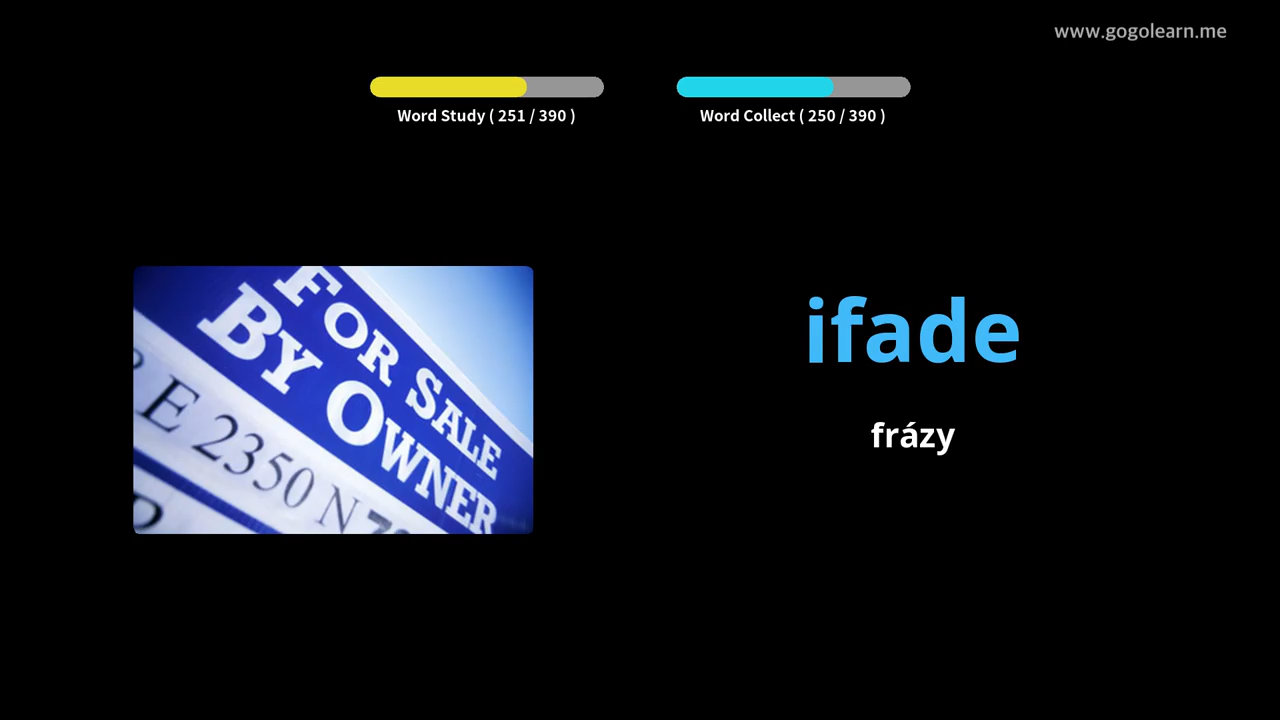 www.gogolearn.me
Word Study ( 251 / 390 )
Word Collect ( 250 / 390 )
FOR SALE
BY OWNER
E 2350 N
ifade
frázy